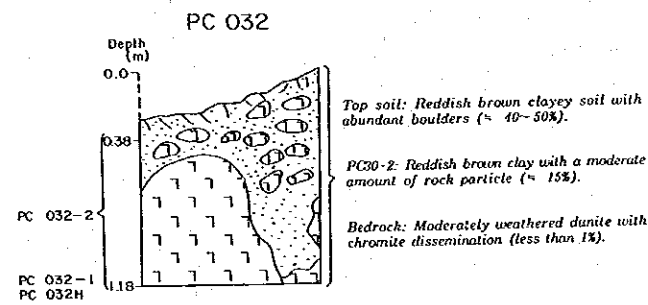 PC 032
Depth
(m)
0.0
0.38
PC 032-2
PC 032-1
1.18
PC 032H
Top soil: Reddish brown clayey soil with
abundant boulders (≒ 40~50%).
PC30-2: Reddish brown clay with a moderate
amount of rock particle (≒ 15%).
Bedrock: Moderately weathered dunite with
chromite dissemination (less than 1%).